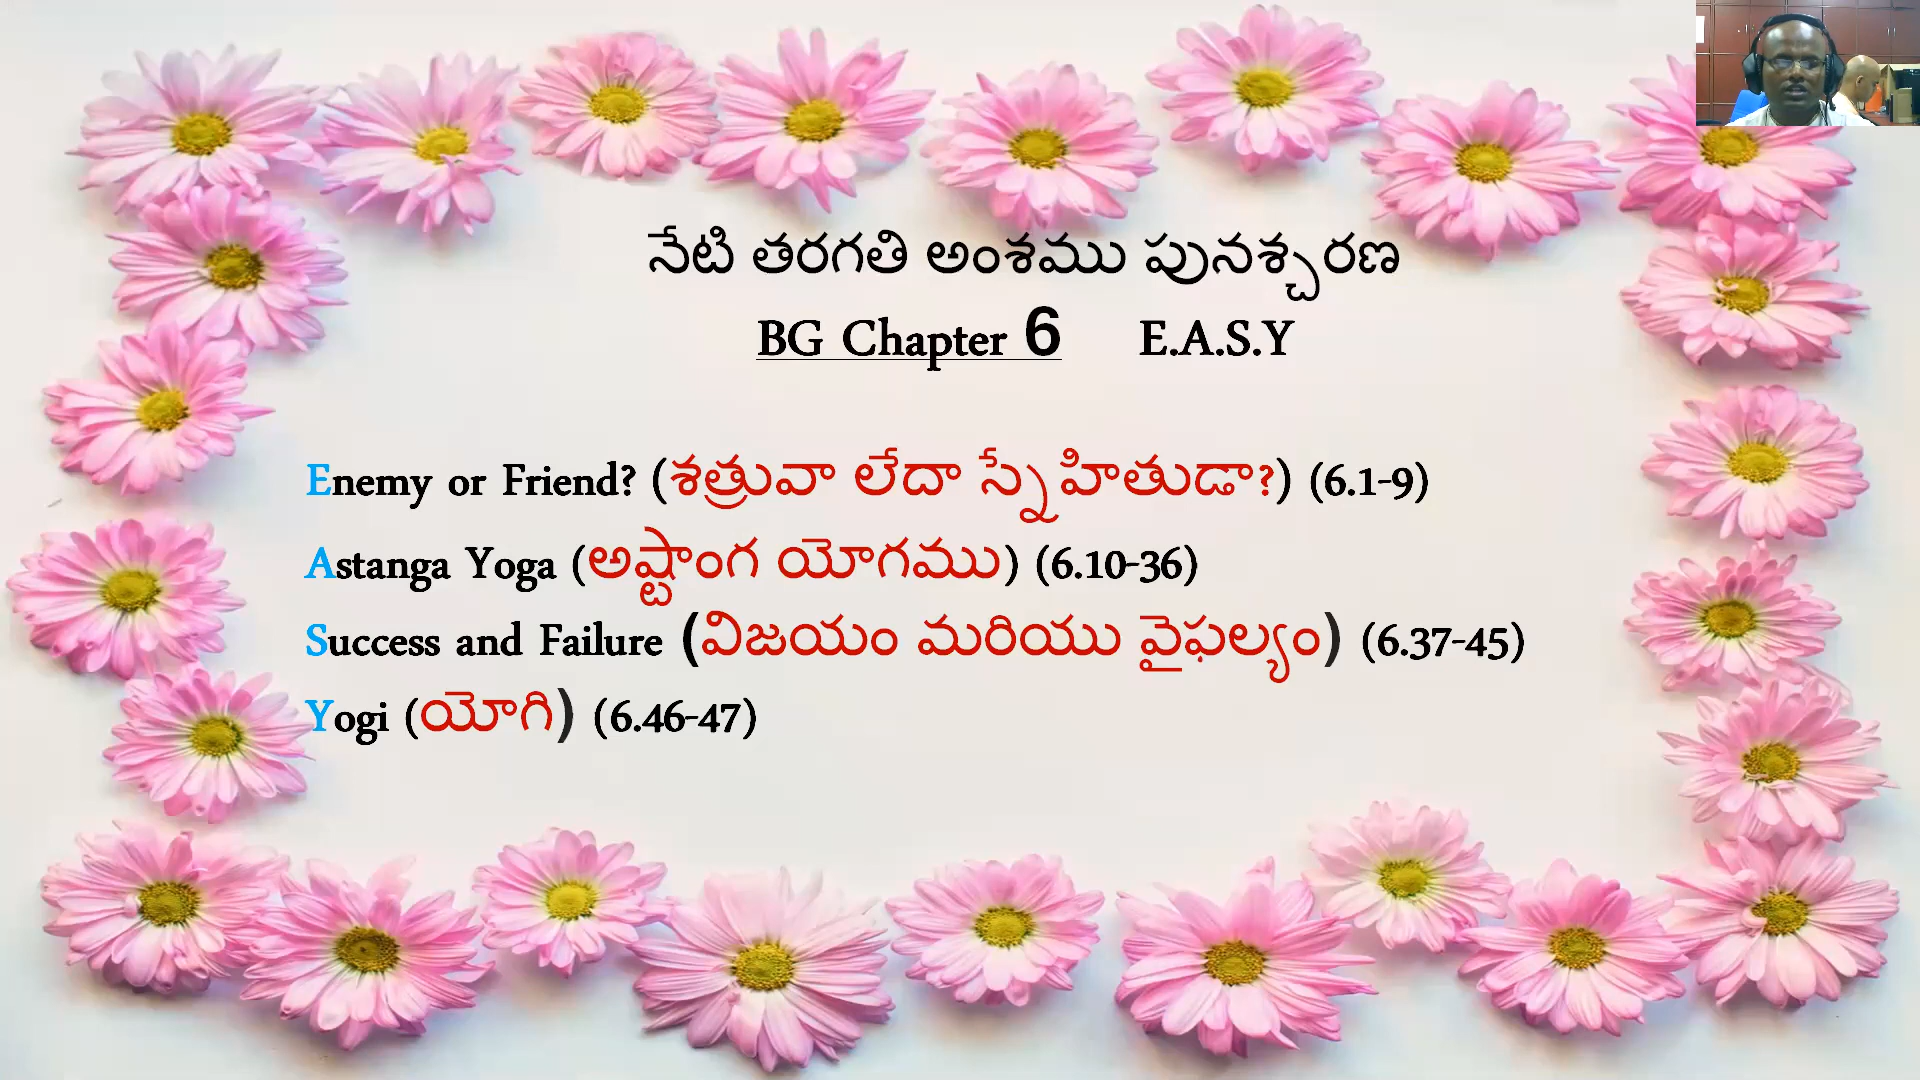 నేటి తరగతి అంశము పునశ్చరణ
BG Chapter 6 E.A.S.Y
Enemy or Friend? (శత్రువా లేదా స్నేహితుడా?) (6.1-9)
Astanga Yoga (అష్టాంగ యోగము) (6.10-36)
Success and Failure (విజయం మరియు వైఫల్యం) (6.37-45)
Yogi (యోగి) (6.46-47)